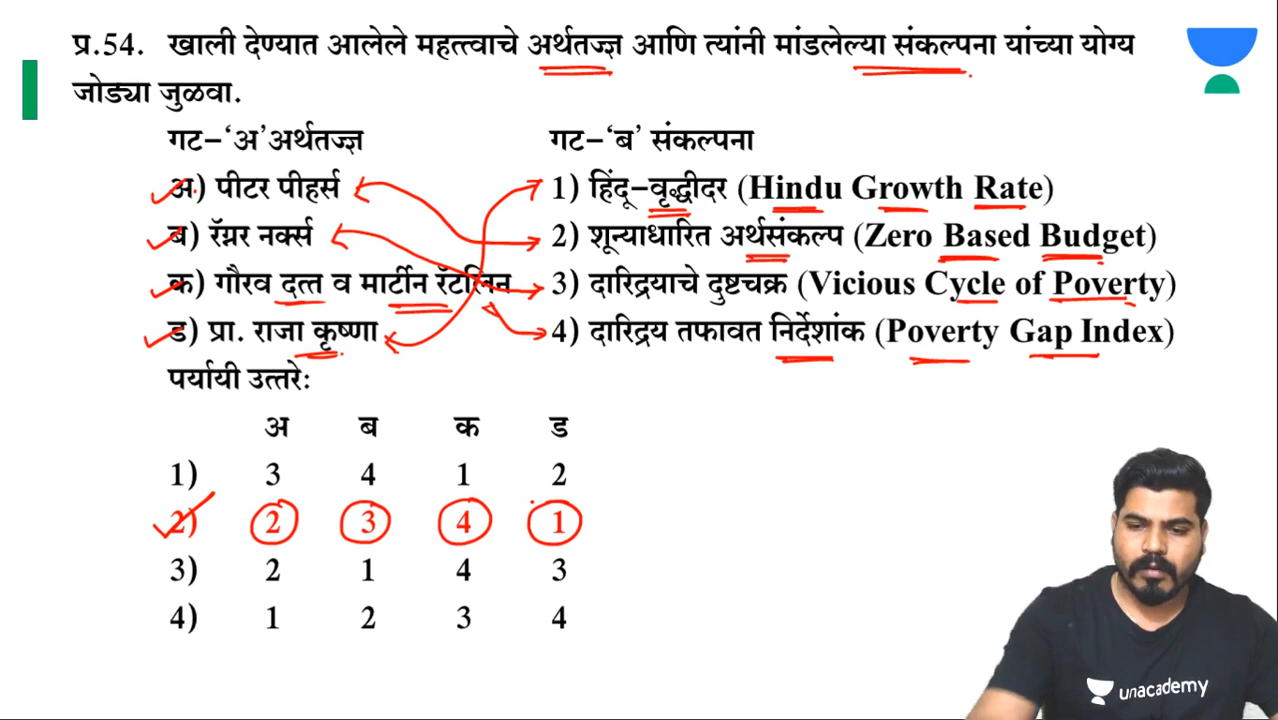 प्र.54. खाली देण्यात आलेले महत्त्वाचे अर्थतज्ज्ञ आणि त्यांनी मांडलेल्या संकल्पना यांच्या योग्य
जोड्या जुळवा.
गट–‘अ’अर्थतज्ज्ञ गट–‘ब’ संकल्पना
अ) पीटर पीहर्स 1) हिंदू–वृद्धीदर (Hindu Growth Rate)
ब) रॅग्नर नर्क्स 2) शून्याधारित अर्थसंकल्प (Zero Based Budget)
क) गौरव दत्त व मार्टीन रॅटलिन 3) दारिद्रयाचे दुष्टचक्र (Vicious Cycle of Poverty)
ड) प्रा. राजा कृष्णा 4) दारिद्रय तफावत निर्देशांक (Poverty Gap Index)
पर्यायी उत्तरे:
अ ब क ड
1) 3 4 1 2
2) 2 3 4 1
3) 2 1 4 3
4) 1 2 3 4
unacademy